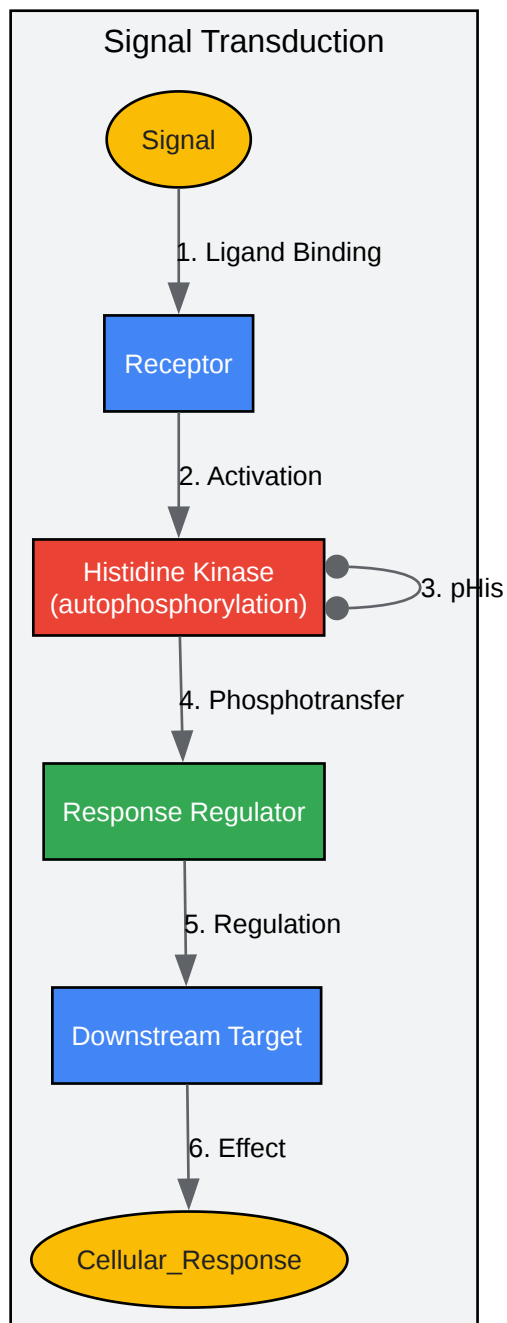 Signal Transduction
Signal
1. Ligand Binding
Receptor
2. Activation
Histidine Kinase
(autophosphorylation)
3. pHis
4. Phosphotransfer
Response Regulator
5. Regulation
Downstream Target
6. Effect
Cellular_Response